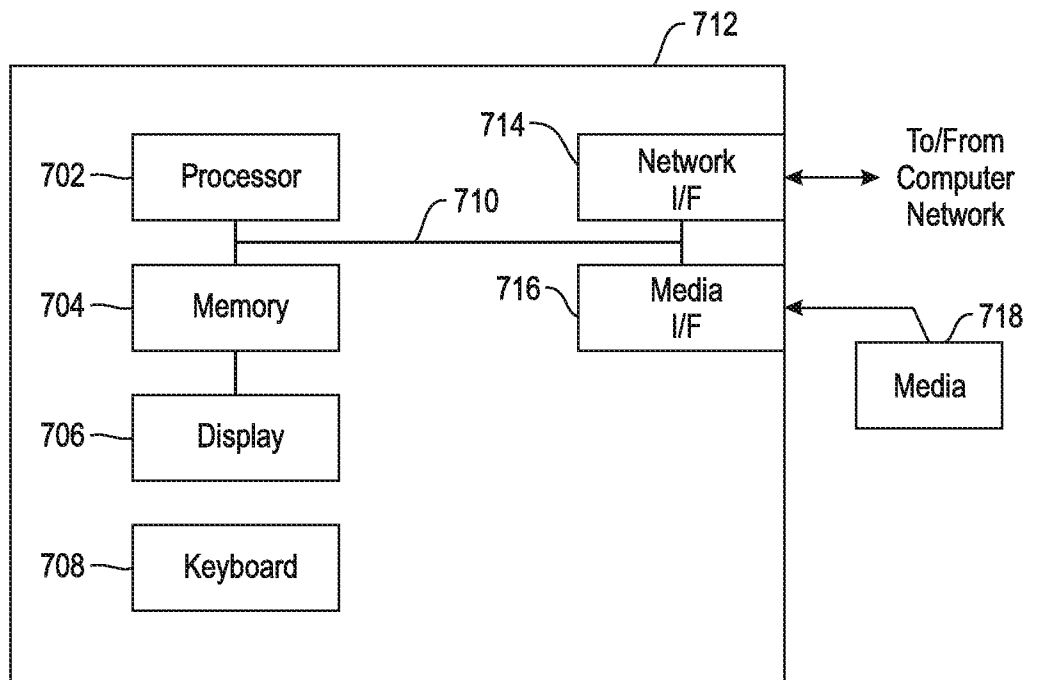 712
702
Processor
714
Network
I/F
To/From
Computer
Network
710
704
Memory
716
Media
I/F
718
Media
706
Display
708
Keyboard